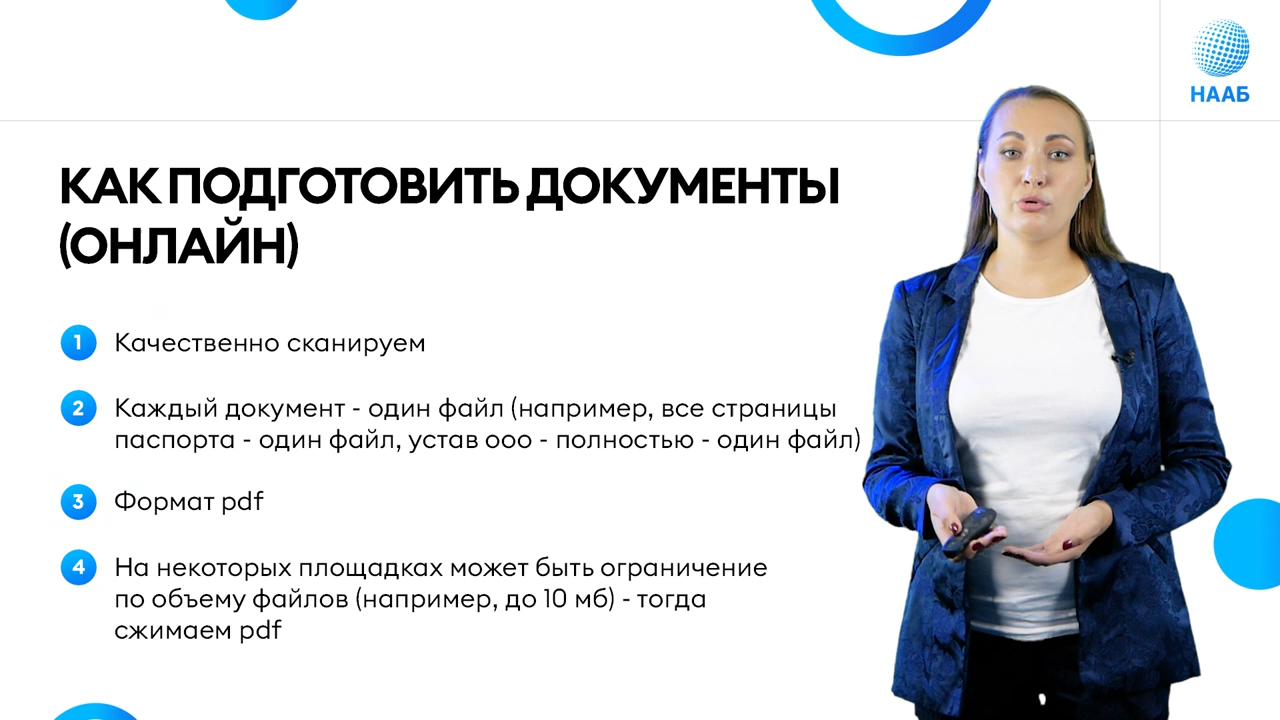 НААБ
КАК ПОДГОТОВИТЬ ДОКУМЕНТЫ
(ОНЛАЙН)
1 Качественно сканируем
2 Каждый документ - один файл (например, все страницы
паспорта - один файл, устав ооо - полностью - один файл)
3 Формат pdf
4 На некоторых площадках может быть ограничение
по объему файлов (например, до 10 мб) - тогда
сжимаем pdf